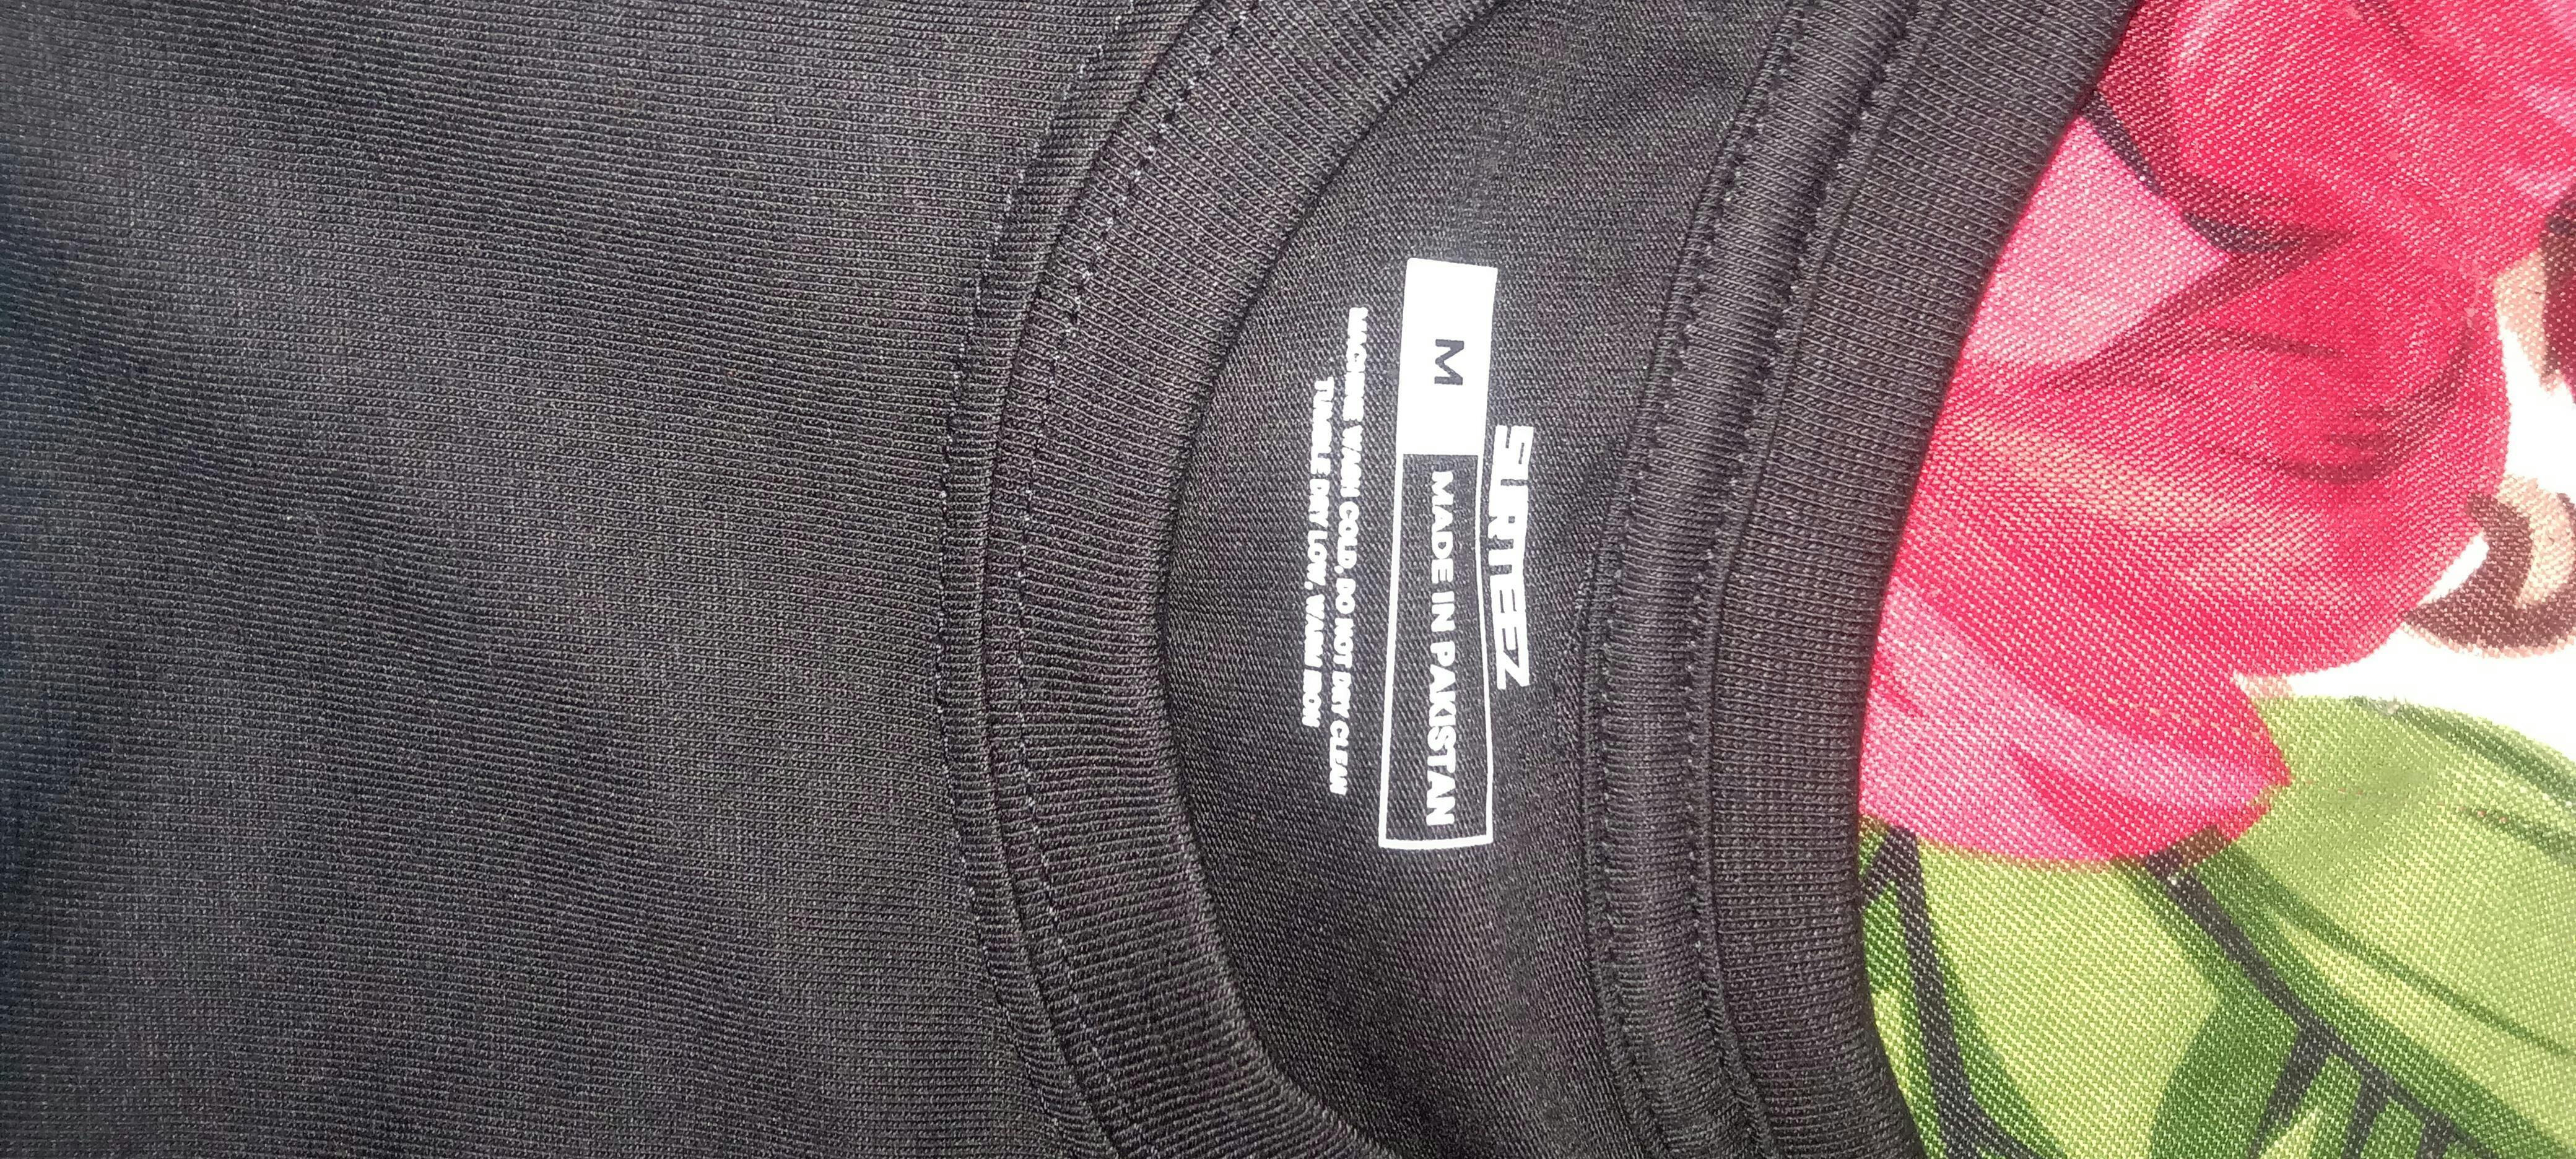 SURTEEZ
M MADE IN PAKISTAN
MACHINE WASH COLD, DO NOT DRY CLEAN
TUMBLE DRY LOW, WARM IRON